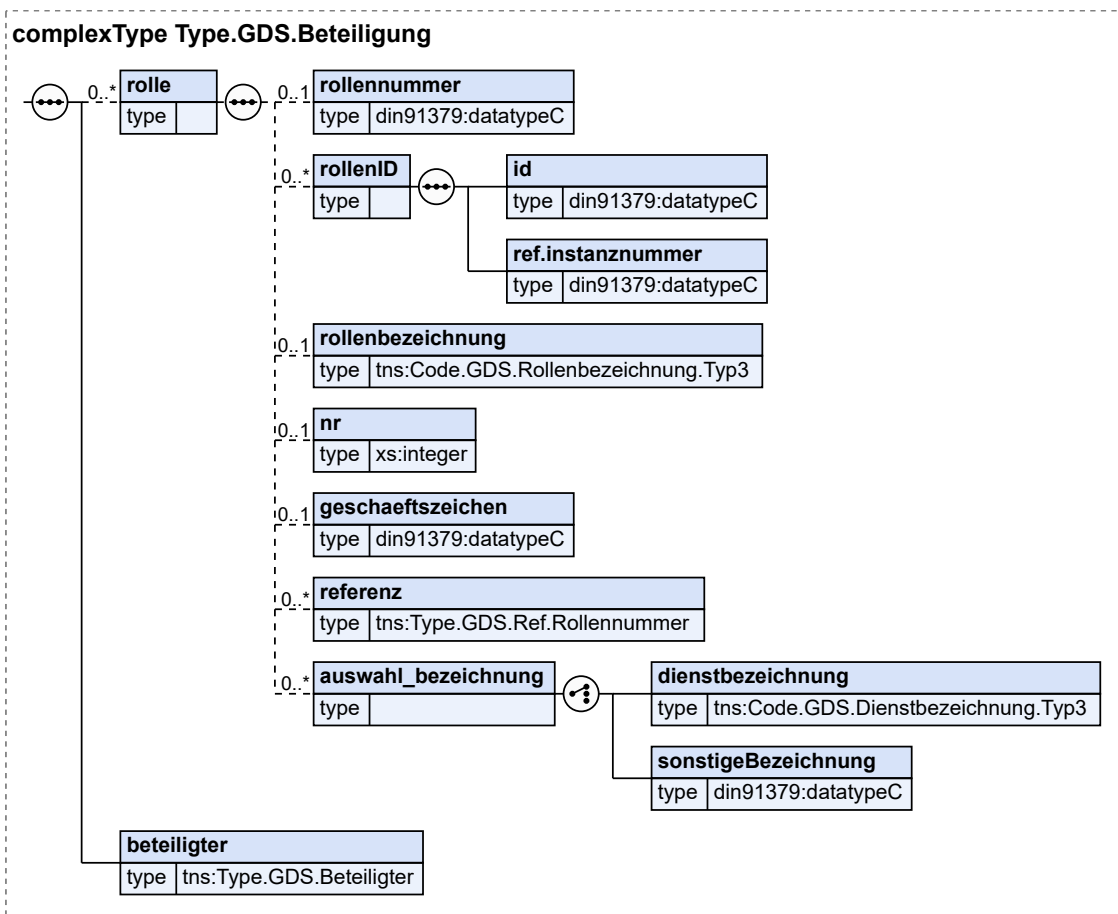 complexType Type.GDS.Beteiligung
0..* rolle
type
0..1 rollennummer
type din91379:datatypeC
0..* rollenID
type
id
type din91379:datatypeC
ref.instanznummer
type din91379:datatypeC
0..1 rollenbezeichnung
type tns:Code.GDS.Rollenbezeichnung.Typ3
0..1 nr
type xs:integer
0..1 geschaeftszeichen
type din91379:datatypeC
0..* referenz
type tns:Type.GDS.Ref.Rollennummer
0..* auswahl_bezeichnung
type
dienstbezeichnung
type tns:Code.GDS.Dienstbezeichnung.Typ3
sonstigeBezeichnung
type din91379:datatypeC
beteiligter
type tns:Type.GDS.Beteiligter